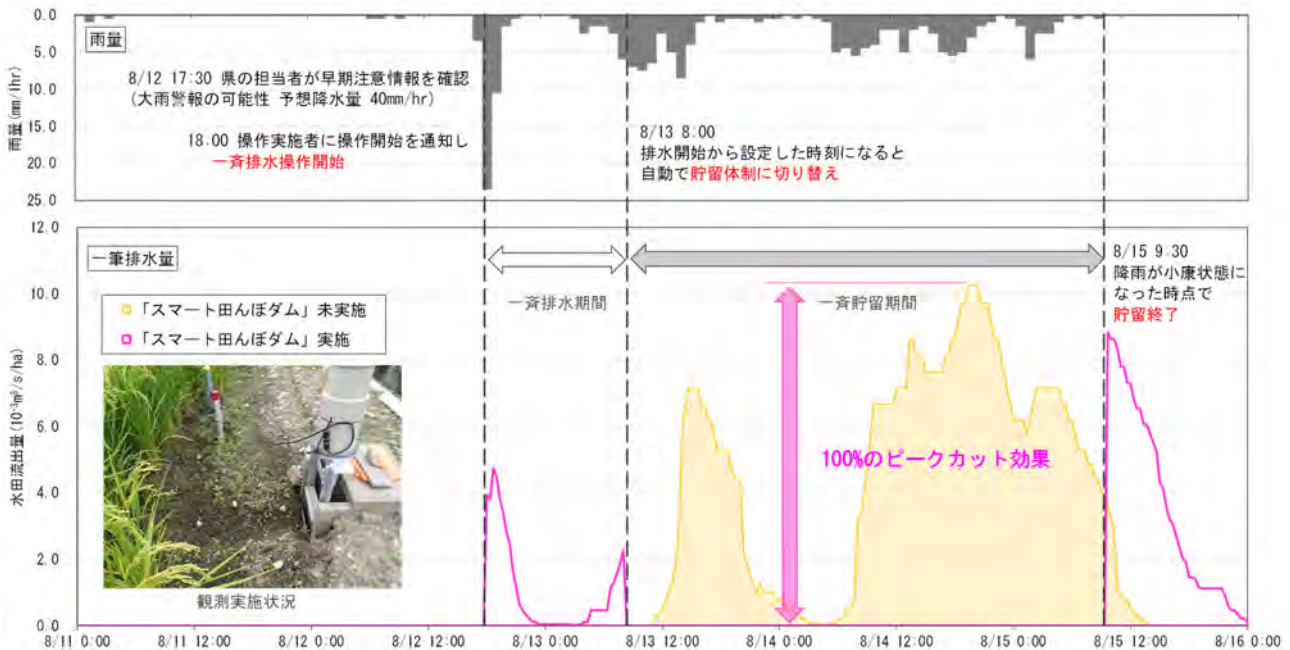 0.0
5.0
10.0
15.0
20.0
25.0
雨量(mm/hr)
雨量
8/12 17:30 県の担当者が早期注意情報を確認
(大雨警報の可能性 予想降水量 40mm/hr)
18:00 操作実施者に操作開始を通知し
一斉排水操作開始
8/13 8:00
排水開始から設定した時刻になると
自動で貯留体制に切り替え
12.0
10.0
8.0
6.0
4.0
2.0
0.0
水田流出量(10⁻³m³/s/ha)
一筆排水量
「スマート田んぼダム」未実施
「スマート田んぼダム」実施
観測実施状況
一斉排水期間
一斉貯留期間
100%のピークカット効果
8/15 9:30
降雨が小康状態に
なった時点で
貯留終了
8/11 0:00
8/11 12:00
8/12 0:00
8/12 12:00
8/13 0:00
8/13 12:00
8/14 0:00
8/14 12:00
8/15 0:00
8/15 12:00
8/16 0:00